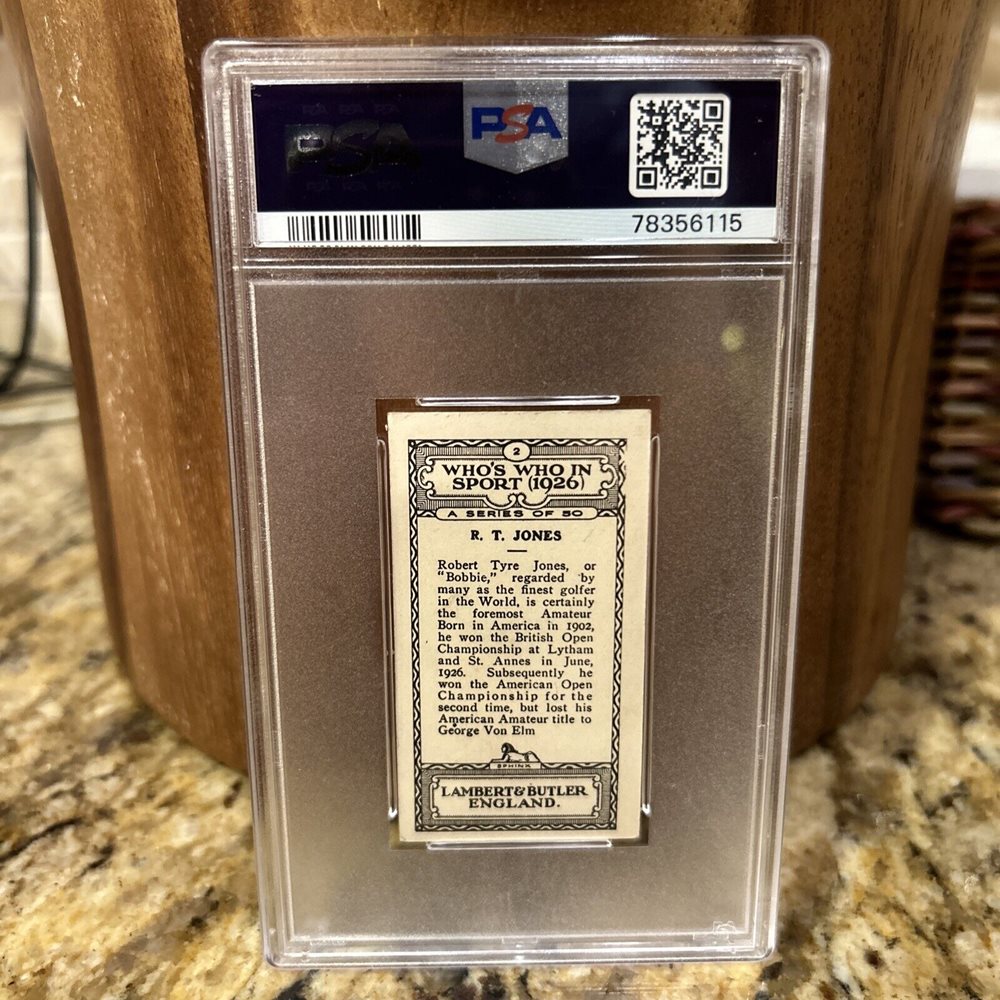 PSA
PSA
78356115
2
WHO'S WHO IN
SPORT (1926)
A SERIES OF 50
R. T. JONES
Robert Tyre Jones, or
"Bobbie," regarded by
many as the finest golfer
in the World, is certainly
the foremost Amateur
Born in America in 1902,
he won the British Open
Championship at Lytham
and St. Annes in June,
1926. Subsequently he
won the American Open
Championship for the
second time, but lost his
American Amateur title to
George Von Elm
SPHINX
LAMBERT & BUTLER
ENGLAND.